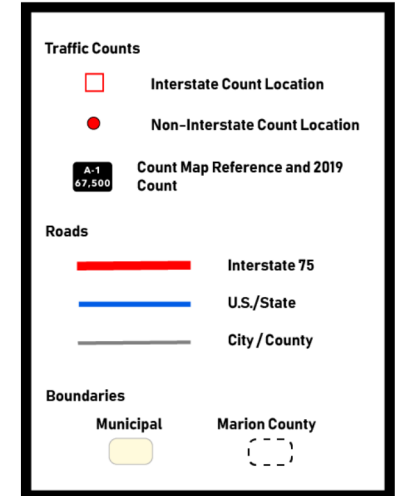 Traffic Counts
Interstate Count Location
Non-Interstate Count Location
A-1
67,500
Count Map Reference and 2019
Count
Roads
Interstate 75
U.S./State
City / County
Boundaries
Municipal
Marion County